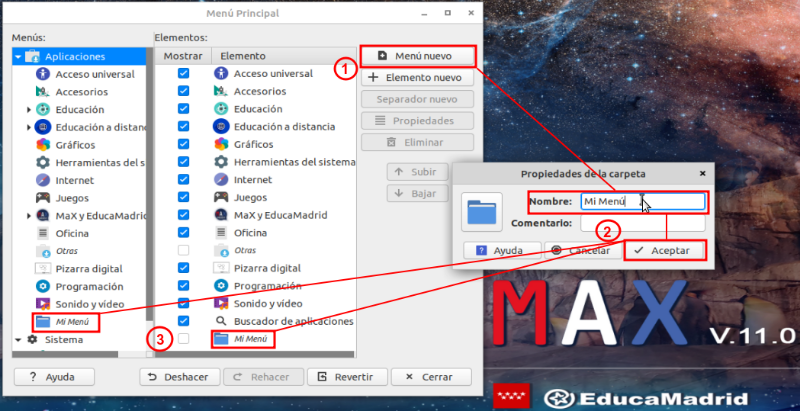 Menú Principal
Menús:
Aplicaciones
Acceso universal
Accesorios
Educación
Educación a distanc
Gráficos
Herramientas del s
Internet
Juegos
MaX y EducaMadrid
Oficina
Otras
Pizarra digital
Programación
Sonido y vídeo
Mi Menú
Sistema
Elementos:
Mostrar Elemento
Acceso universal
Accesorios
Educación
Educación a distancia
Gráficos
Herramientas del sistema
Internet
Juegos
MaX y EducaMadrid
Oficina
Otras
Pizarra digital
Programación
Sonido y vídeo
Buscador de aplicaciones
3
Mi Menú
1
Menú nuevo
Elemento nuevo
Separador nuevo
Propiedades
Eliminar
Subir
Bajar
? Ayuda
Deshacer
Rehacer
Revertir
Cerrar
Propiedades de la carpeta
Nombre: Mi Menú
Comentario:
2
? Ayuda
Cancelar
Aceptar
MAX V.11.0
EducaMadrid